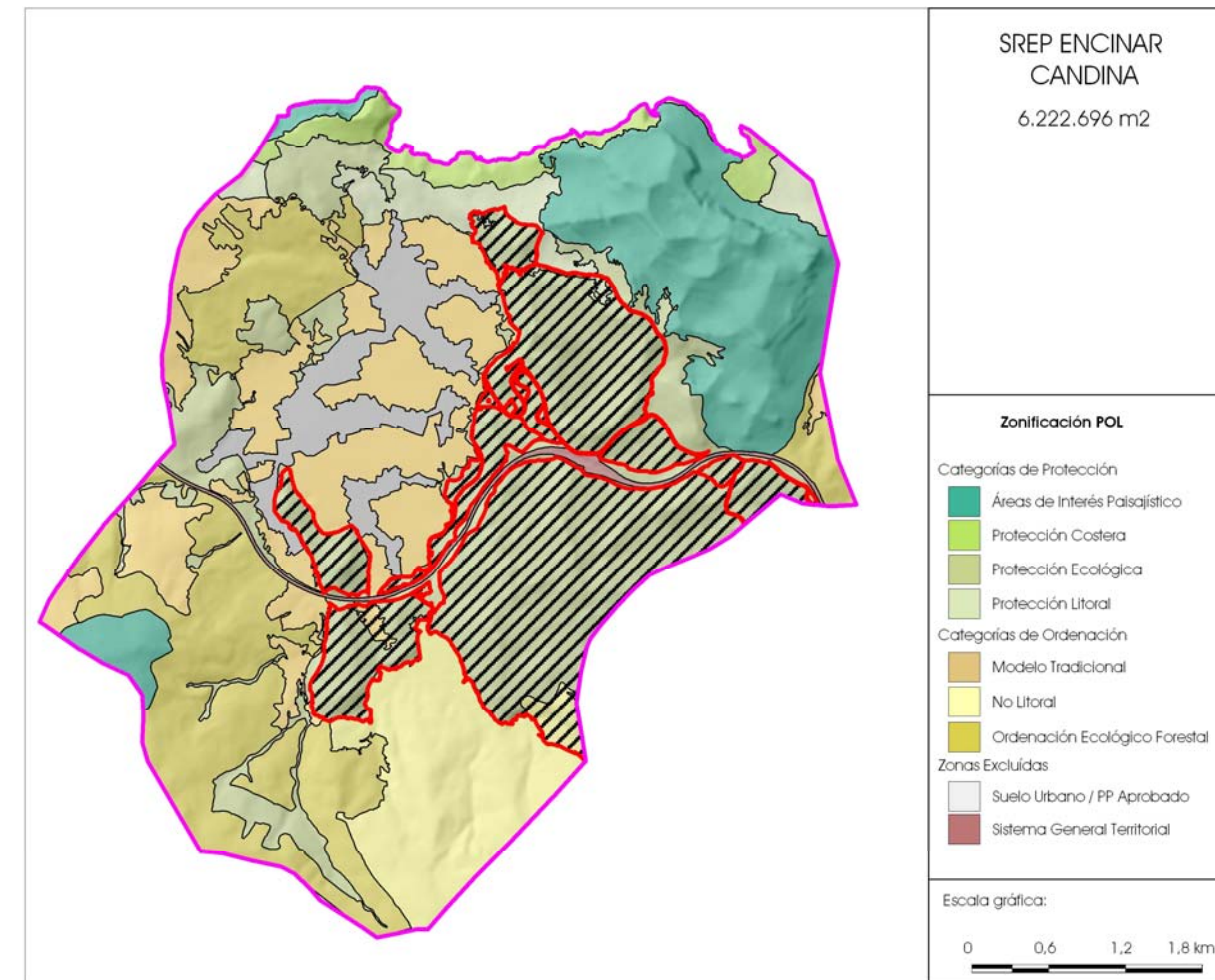 SREP ENCINAR
CANDINA
6.222.696 m2
Zonificación POL
Categorías de Protección
Áreas de Interés Paisajístico
Protección Costera
Protección Ecológica
Protección Litoral
Categorías de Ordenación
Modelo Tradicional
No Litoral
Ordenación Ecológico Forestal
Zonas Excluídas
Suelo Urbano / PP Aprobado
Sistema General Territorial
Escala gráfica:
0 0,6 1,2 1,8 km